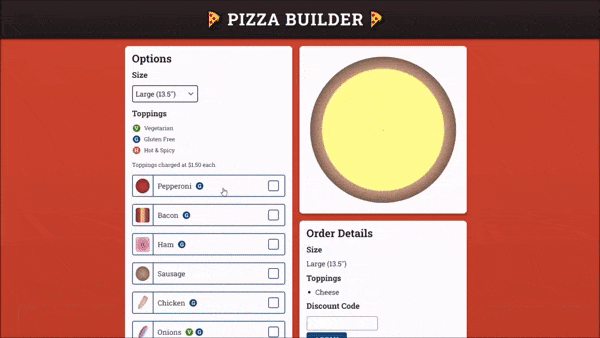 PIZZA BUILDER
Options
Size
Large (13.5")
Toppings
V Vegetarian
G Gluten Free
H Hot & Spicy
Toppings charged at $1.50 each.
Pepperoni G
Bacon G
Ham G
Sausage
Chicken G
Onions V G
Order Details
Size
Large (13.5")
Toppings
• Cheese
Discount Code